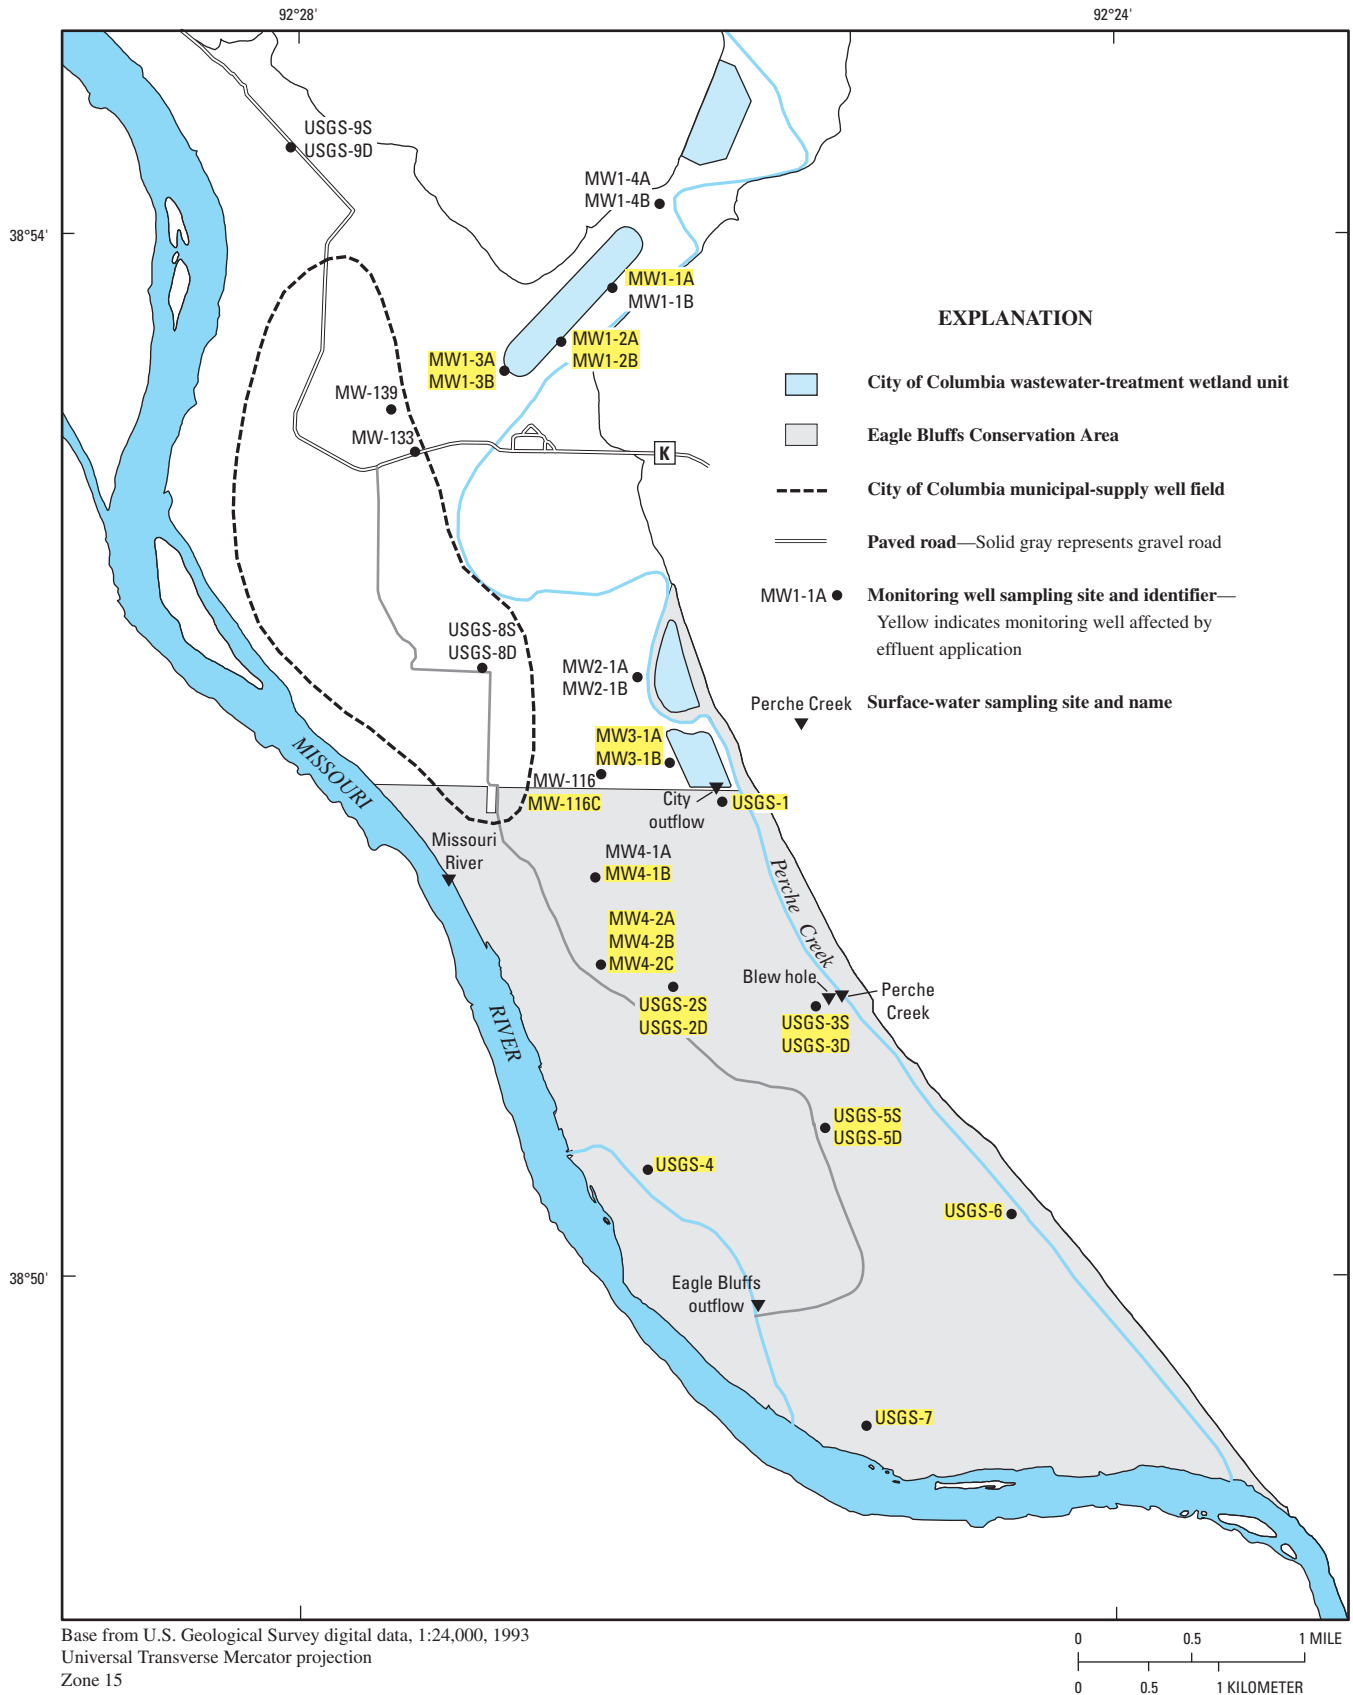 92°28'
92°24'
USGS-9S
USGS-9D
MW1-4A
MW1-4B
38°54'
MW1-1A
MW1-1B
MW1-2A
MW1-2B
MW1-3A
MW1-3B
MW-139
MW-133
K
EXPLANATION
City of Columbia wastewater-treatment wetland unit
Eagle Bluffs Conservation Area
City of Columbia municipal-supply well field
Paved road—Solid gray represents gravel road
MW1-1A
Monitoring well sampling site and identifier—
Yellow indicates monitoring well affected by
effluent application
Perche Creek
Surface-water sampling site and name
USGS-8S
USGS-8D
MW2-1A
MW2-1B
MW3-1A
MW3-1B
MW-116
MW-116C
City
outflow
USGS-1
MISSOURI
RIVER
Missouri
River
MW4-1A
MW4-1B
Perche Creek
MW4-2A
MW4-2B
MW4-2C
USGS-2S
USGS-2D
Blew hole
Perche
Creek
USGS-3S
USGS-3D
USGS-5S
USGS-5D
USGS-4
USGS-6
38°50'
Eagle Bluffs
outflow
USGS-7
Base from U.S. Geological Survey digital data, 1:24,000, 1993
Universal Transverse Mercator projection
Zone 15
0 0.5 1 MILE
0 0.5 1 KILOMETER